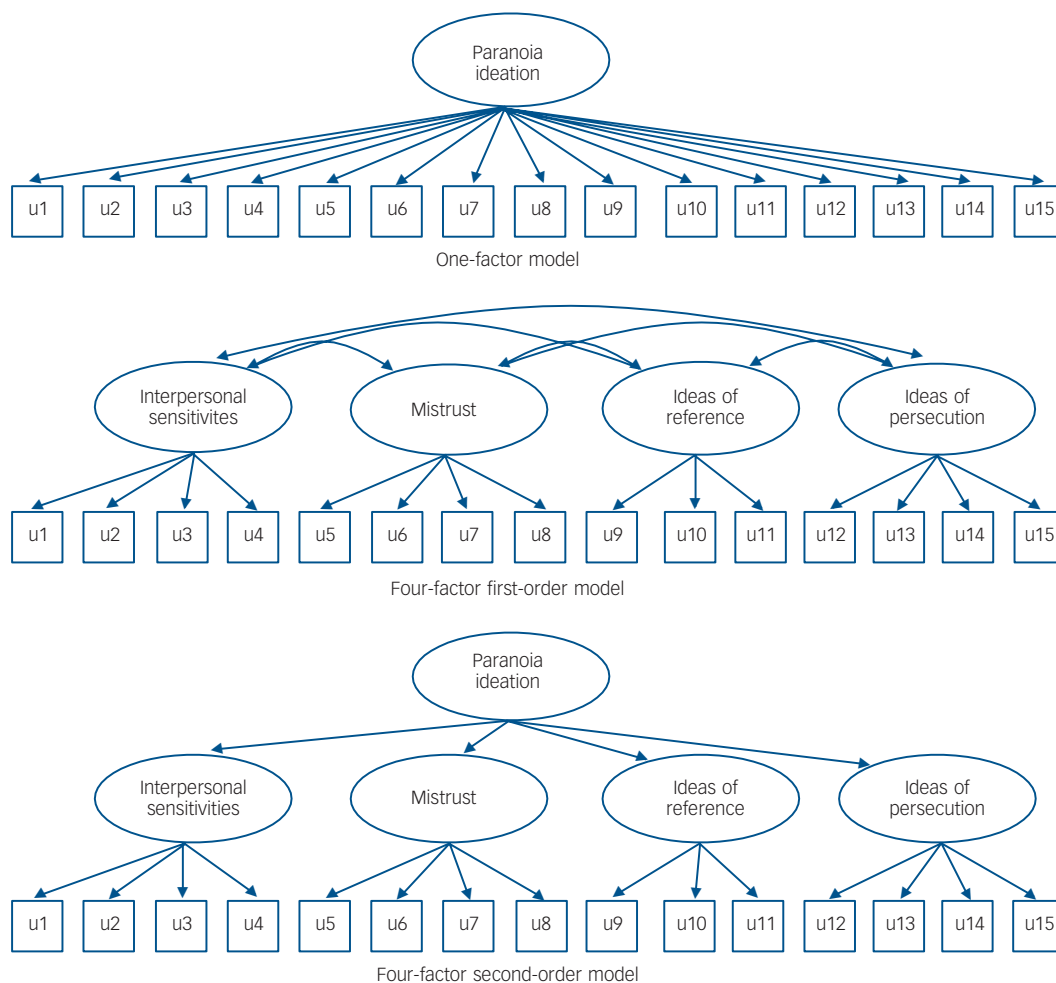 Paranoia
ideation
u1 u2 u3 u4 u5 u6 u7 u8 u9 u10 u11 u12 u13 u14 u15
One-factor model
Interpersonal
sensitivites
Mistrust
Ideas of
reference
Ideas of
persecution
u1 u2 u3 u4 u5 u6 u7 u8 u9 u10 u11 u12 u13 u14 u15
Four-factor first-order model
Paranoia
ideation
Interpersonal
sensitivities
Mistrust
Ideas of
reference
Ideas of
persecution
u1 u2 u3 u4 u5 u6 u7 u8 u9 u10 u11 u12 u13 u14 u15
Four-factor second-order model